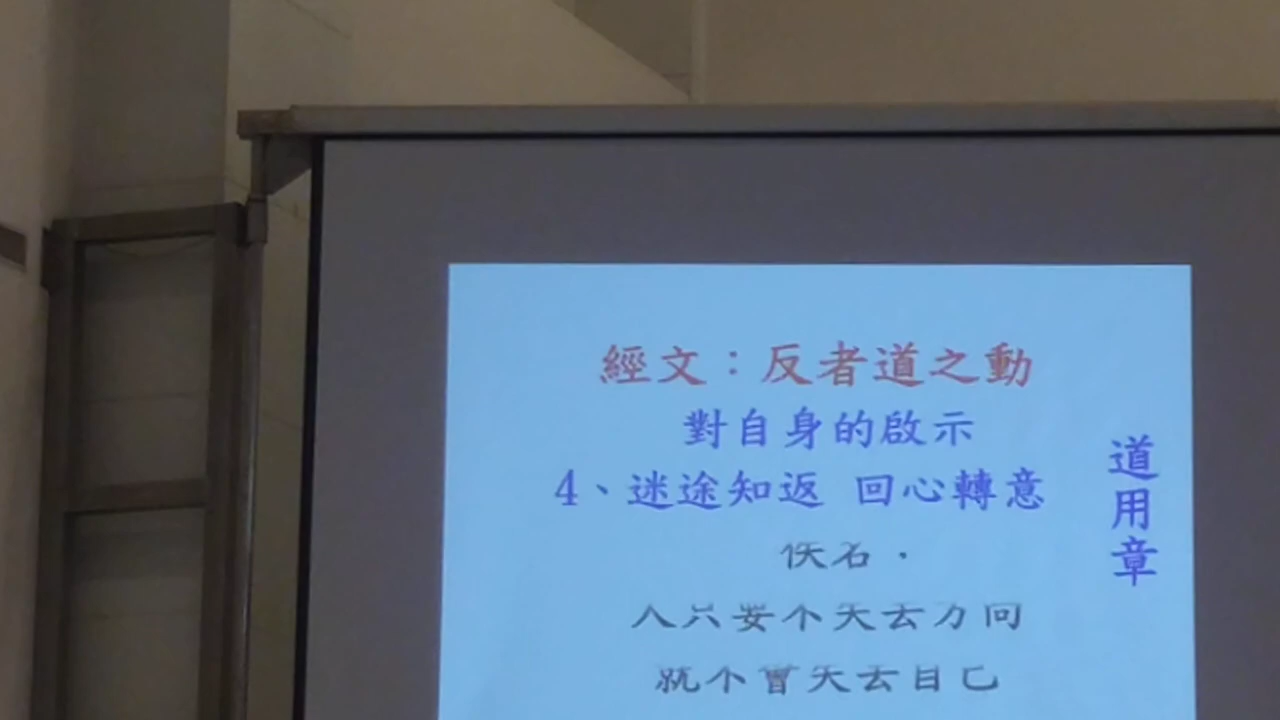 經文：反者道之動
對自身的啟示
4、迷途知返 回心轉意
佚名：
人只要不失去方向
就不會失去自己
道用章